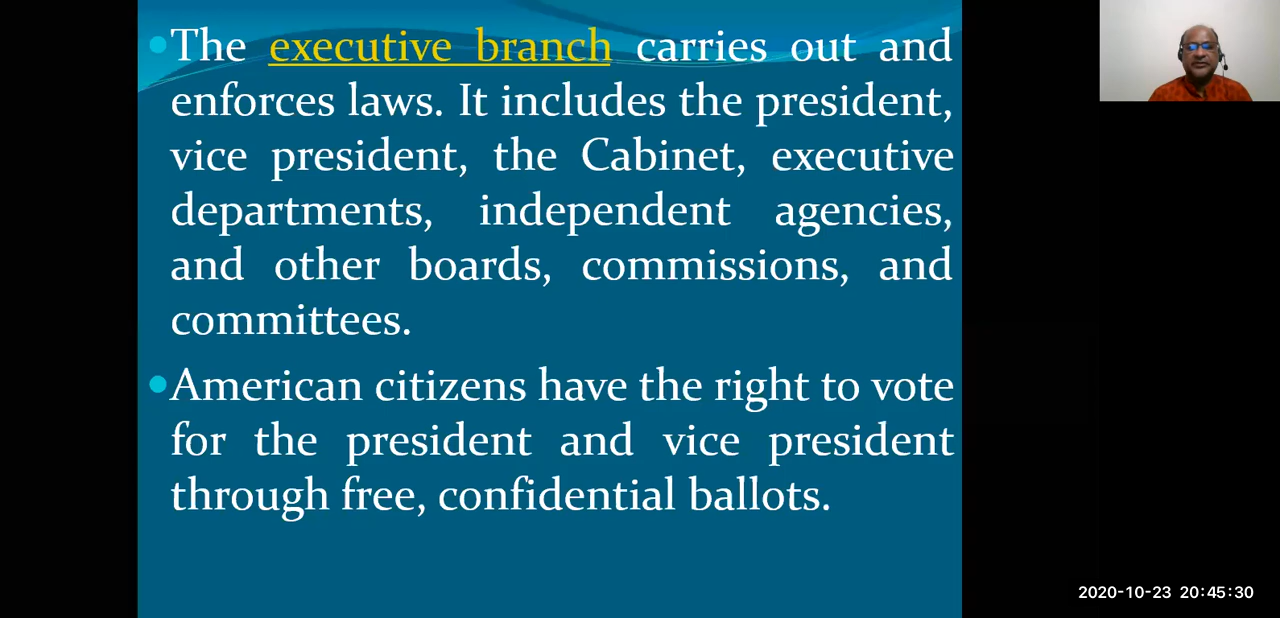 The executive branch carries out and
enforces laws. It includes the president,
vice president, the Cabinet, executive
departments, independent agencies,
and other boards, commissions, and
committees.
American citizens have the right to vote
for the president and vice president
through free, confidential ballots.
2020-10-23 20:45:30